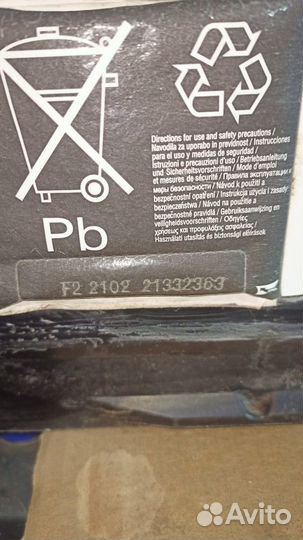 Directions for use and safety precautions /
Navodila za uporabo in previdnost / Instrucciones
para el uso y medidas de seguridad /
Istruzioni e precauzioni d'uso / Betriebsanleitung
und Sicherheitsvorschriften / Mode d'emploi
et mesures de sécurité / Правила эксплуатации и
меры безопасности / Návod k použití a
bezpečnostní opatření / Instrukcja użycia i
bezpieczeństwa / Návod na použitie a
bezpečnostné opatrenia / Gebruiksaanwijzing en
veiligheidsvoorschriften / Οδηγίες
χρήσεως και προφύλαξης ασφαλείας /
Használati utasítás és biztonsági előírások
Pb
F2 2102 21332363
Avito